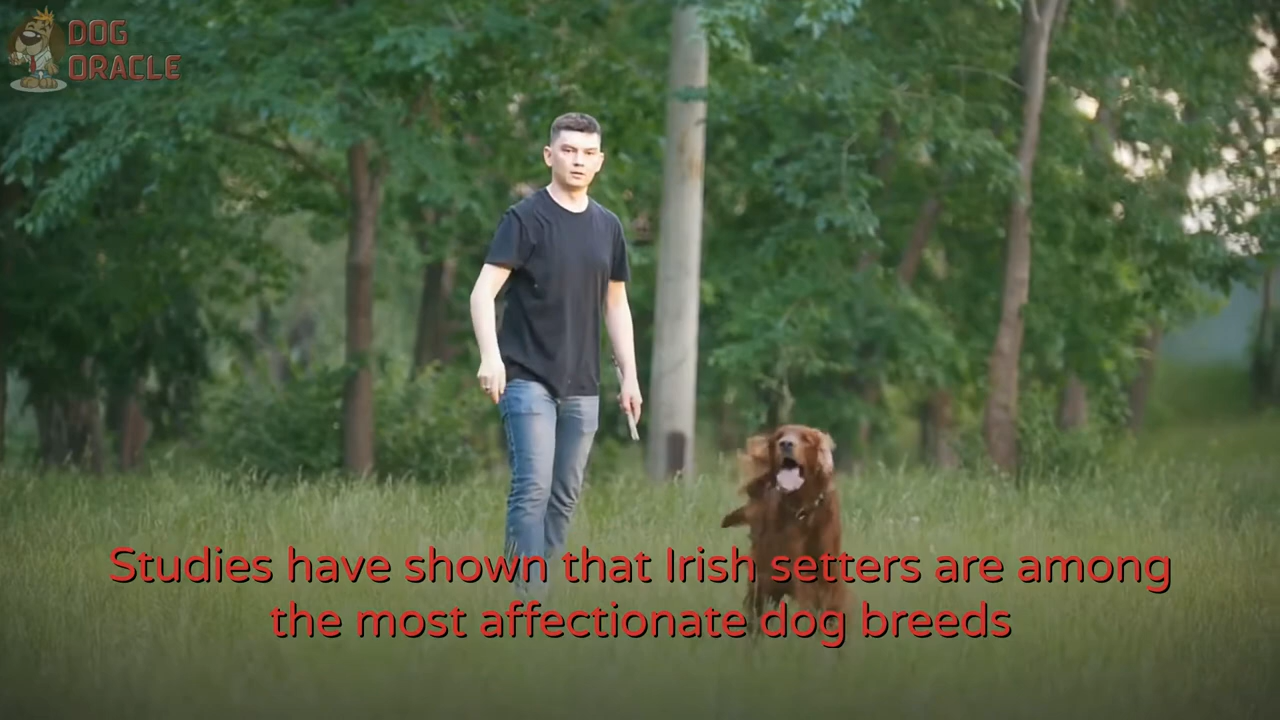 DOG
ORACLE
Studies have shown that Irish setters are among
the most affectionate dog breeds